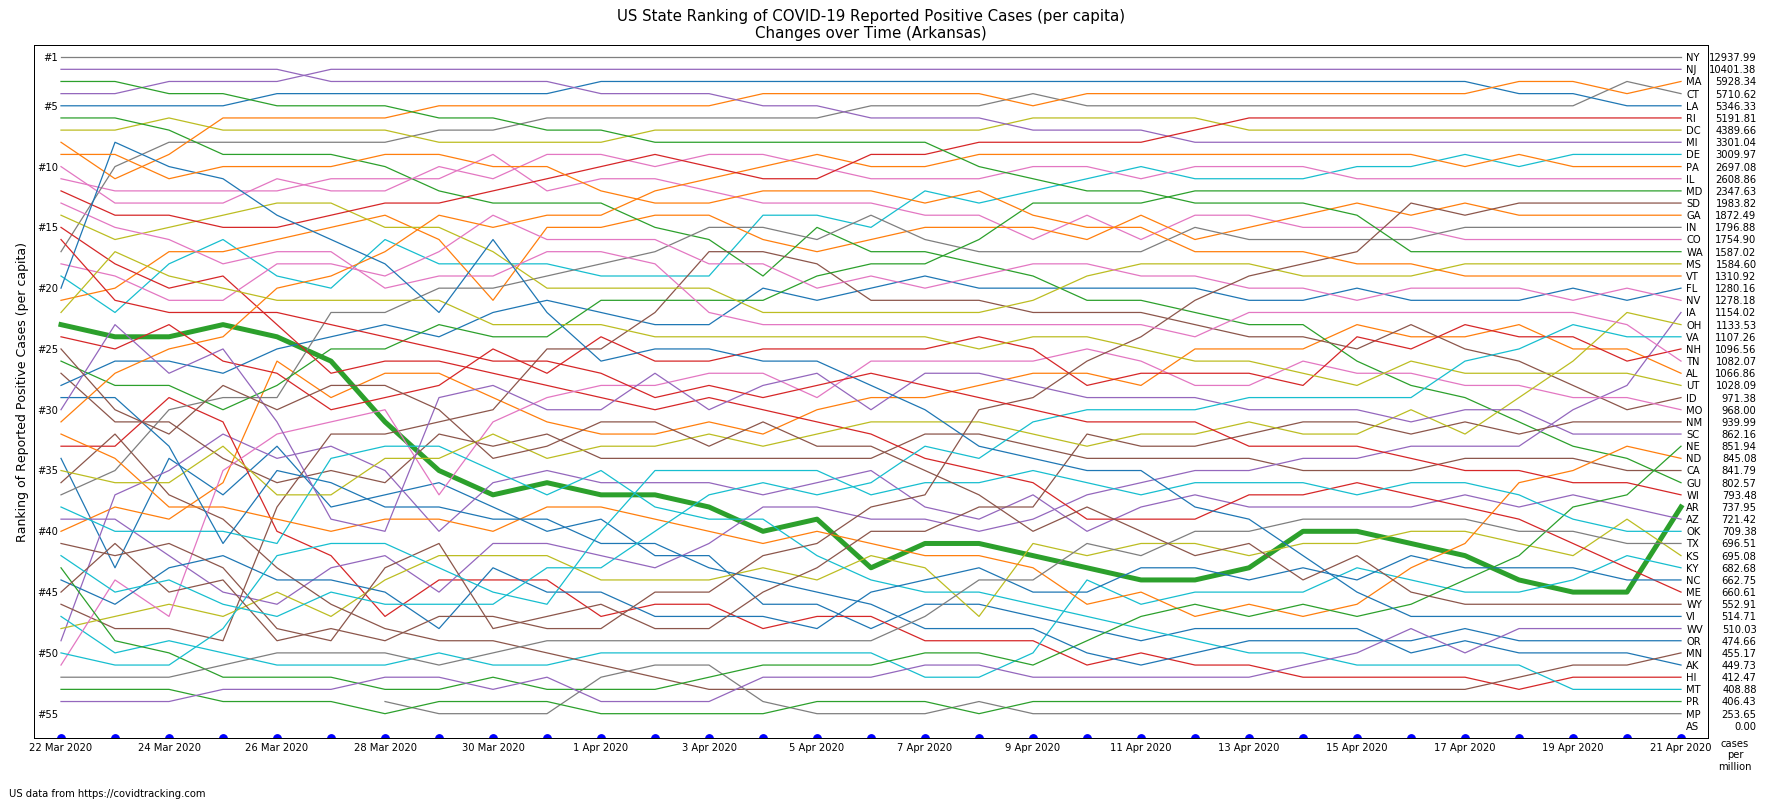 US State Ranking of COVID-19 Reported Positive Cases (per capita)
Changes over Time (Arkansas)
Ranking of Reported Positive Cases (per capita)
#1
#5
#10
#15
#20
#25
#30
#35
#40
#45
#50
#55
NY 12937.99
NJ 10401.38
MA 5928.34
CT 5710.62
LA 5346.33
RI 5191.81
DC 4389.66
MI 3301.04
DE 3009.97
PA 2697.08
IL 2608.86
MD 2347.63
SD 1983.82
GA 1872.49
IN 1796.88
CO 1754.90
WA 1587.02
MS 1584.60
VT 1310.92
FL 1280.16
NV 1278.18
IA 1154.02
OH 1133.53
VA 1107.26
NH 1096.56
TN 1082.07
AL 1066.86
UT 1028.09
ID 971.38
MO 968.00
NM 939.99
SC 862.16
NE 851.94
ND 845.08
CA 841.79
GU 802.57
WI 793.48
AR 737.95
AZ 721.42
OK 709.38
TX 696.51
KS 695.08
KY 682.68
NC 662.75
ME 660.61
WY 552.91
VI 514.71
WV 510.03
OR 474.66
MN 455.17
AK 449.73
HI 412.47
MT 408.88
PR 406.43
MP 253.65
AS 0.00
22 Mar 2020 24 Mar 2020 26 Mar 2020 28 Mar 2020 30 Mar 2020 1 Apr 2020 3 Apr 2020 5 Apr 2020 7 Apr 2020 9 Apr 2020 11 Apr 2020 13 Apr 2020 15 Apr 2020 17 Apr 2020 19 Apr 2020 21 Apr 2020
cases
per
million
US data from https://covidtracking.com